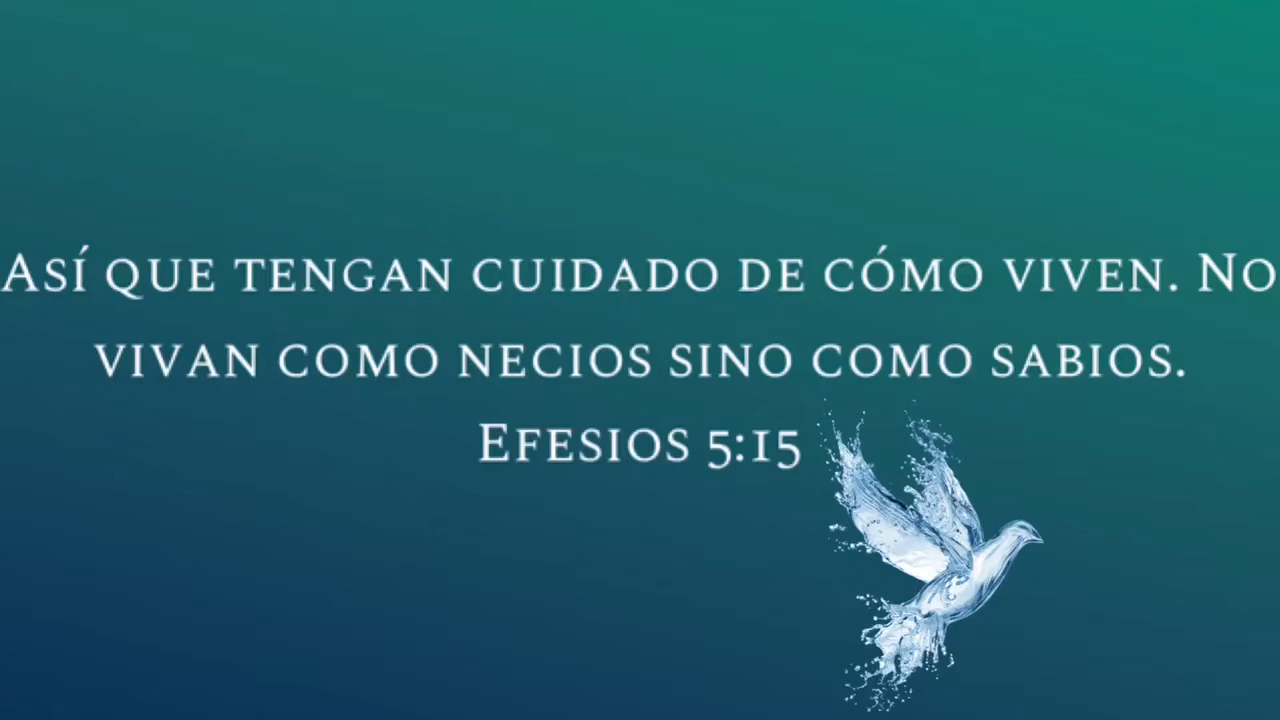 Así que tengan cuidado de cómo viven. No
vivan como necios sino como sabios.
Efesios 5:15